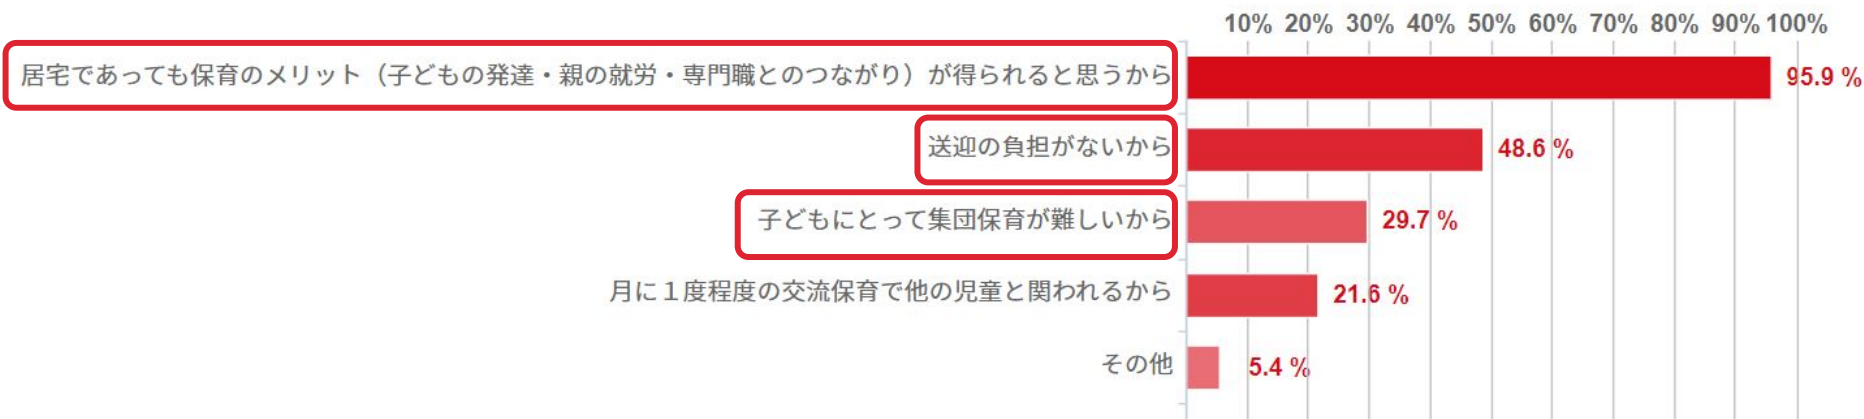 10% 20% 30% 40% 50% 60% 70% 80% 90% 100%
居宅であっても保育のメリット（子どもの発達・親の就労・専門職とのつながり）が得られると思うから 95.9 %
送迎の負担がないから 48.6 %
子どもにとって集団保育が難しいから 29.7 %
月に１度程度の交流保育で他の児童と関われるから 21.6 %
その他 5.4 %